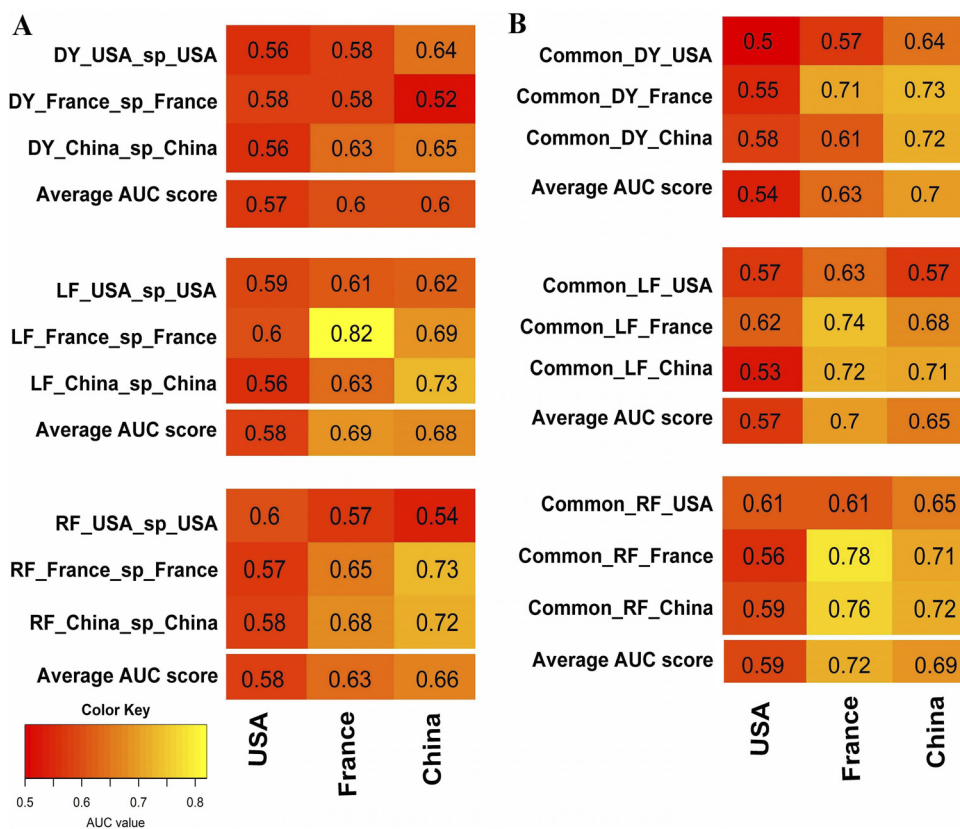 A
DY_USA_sp_USA 0.56 0.58 0.64
DY_France_sp_France 0.58 0.58 0.52
DY_China_sp_China 0.56 0.63 0.65
Average AUC score 0.57 0.6 0.6
LF_USA_sp_USA 0.59 0.61 0.62
LF_France_sp_France 0.6 0.82 0.69
LF_China_sp_China 0.56 0.63 0.73
Average AUC score 0.58 0.69 0.68
RF_USA_sp_USA 0.6 0.57 0.54
RF_France_sp_France 0.57 0.65 0.73
RF_China_sp_China 0.58 0.68 0.72
Average AUC score 0.58 0.63 0.66
USA France China
Color Key
0.5 0.6 0.7 0.8
AUC value
B
Common_DY_USA 0.5 0.57 0.64
Common_DY_France 0.55 0.71 0.73
Common_DY_China 0.58 0.61 0.72
Average AUC score 0.54 0.63 0.7
Common_LF_USA 0.57 0.63 0.57
Common_LF_France 0.62 0.74 0.68
Common_LF_China 0.53 0.72 0.71
Average AUC score 0.57 0.7 0.65
Common_RF_USA 0.61 0.61 0.65
Common_RF_France 0.56 0.78 0.71
Common_RF_China 0.59 0.76 0.72
Average AUC score 0.59 0.72 0.69
USA France China